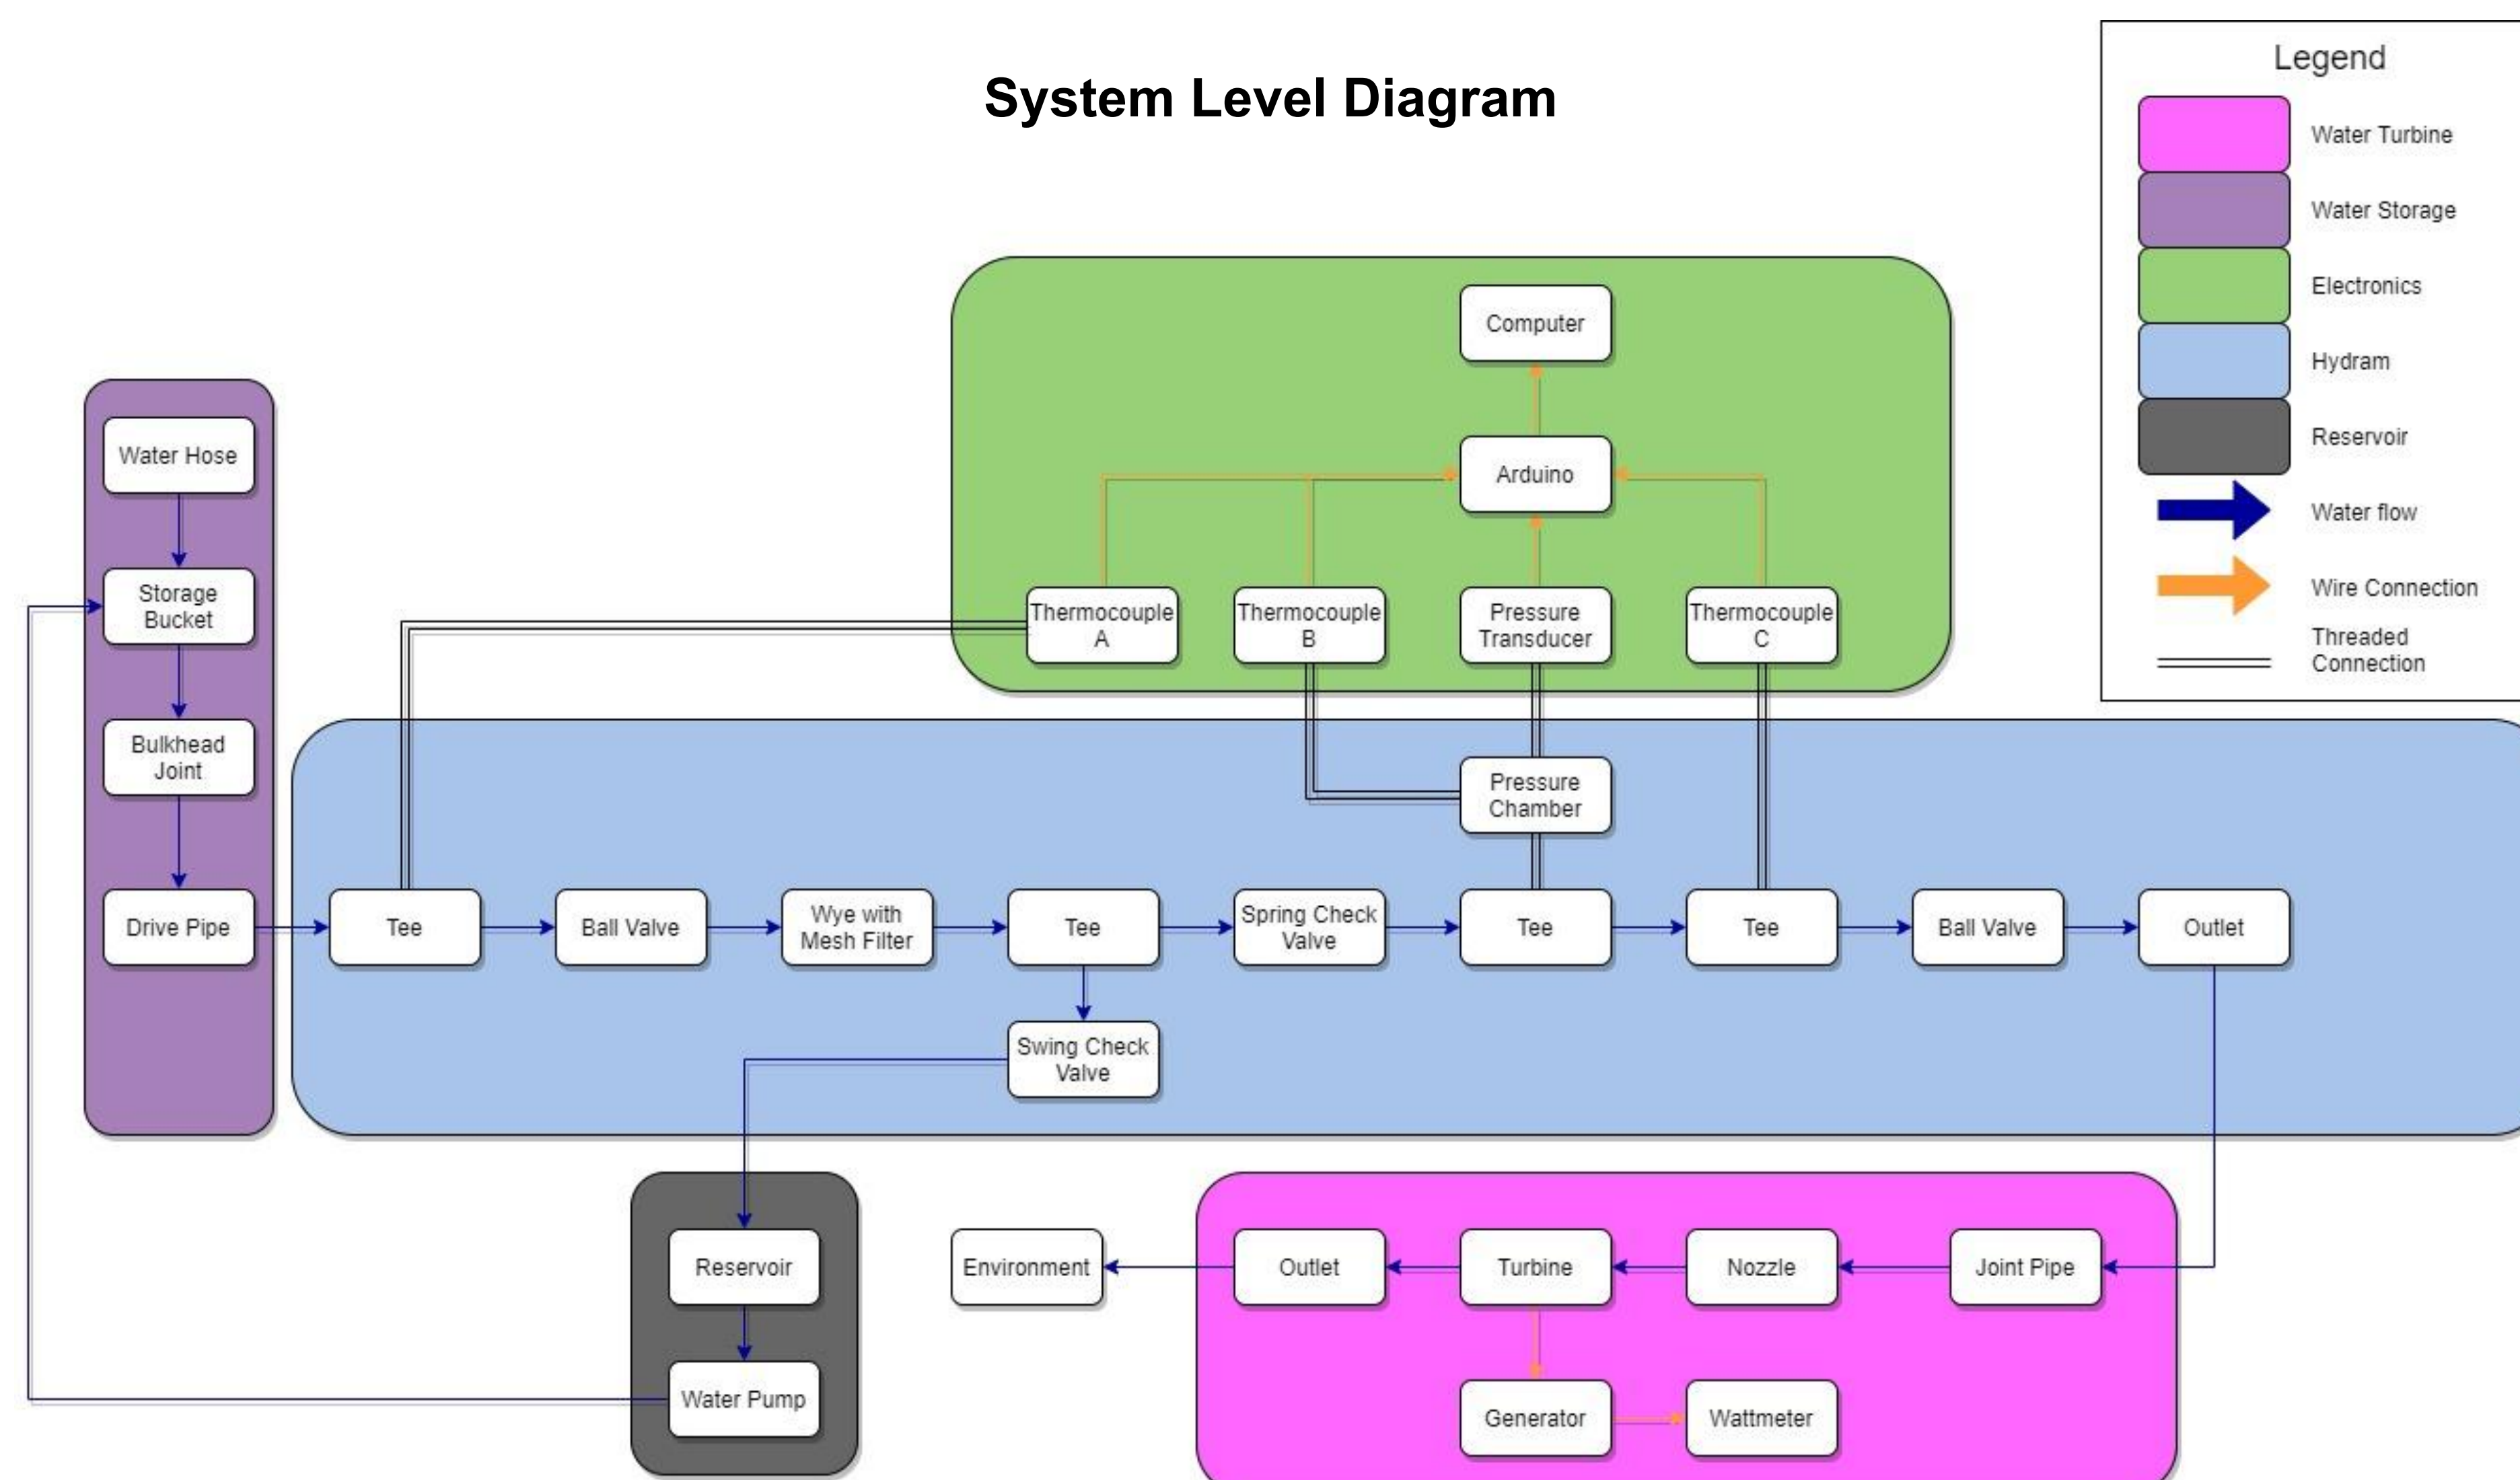 System Level Diagram
Legend
Water Turbine
Water Storage
Electronics
Hydram
Reservoir
Water flow
Wire Connection
Threaded
Connection
Computer
Arduino
Thermocouple
A
Thermocouple
B
Pressure
Transducer
Thermocouple
C
Water Hose
Storage
Bucket
Bulkhead
Joint
Drive Pipe
Pressure
Chamber
Tee
Ball Valve
Wye with
Mesh Filter
Tee
Spring Check
Valve
Tee
Tee
Ball Valve
Outlet
Swing Check
Valve
Reservoir
Water Pump
Environment
Outlet
Turbine
Nozzle
Joint Pipe
Generator
Wattmeter